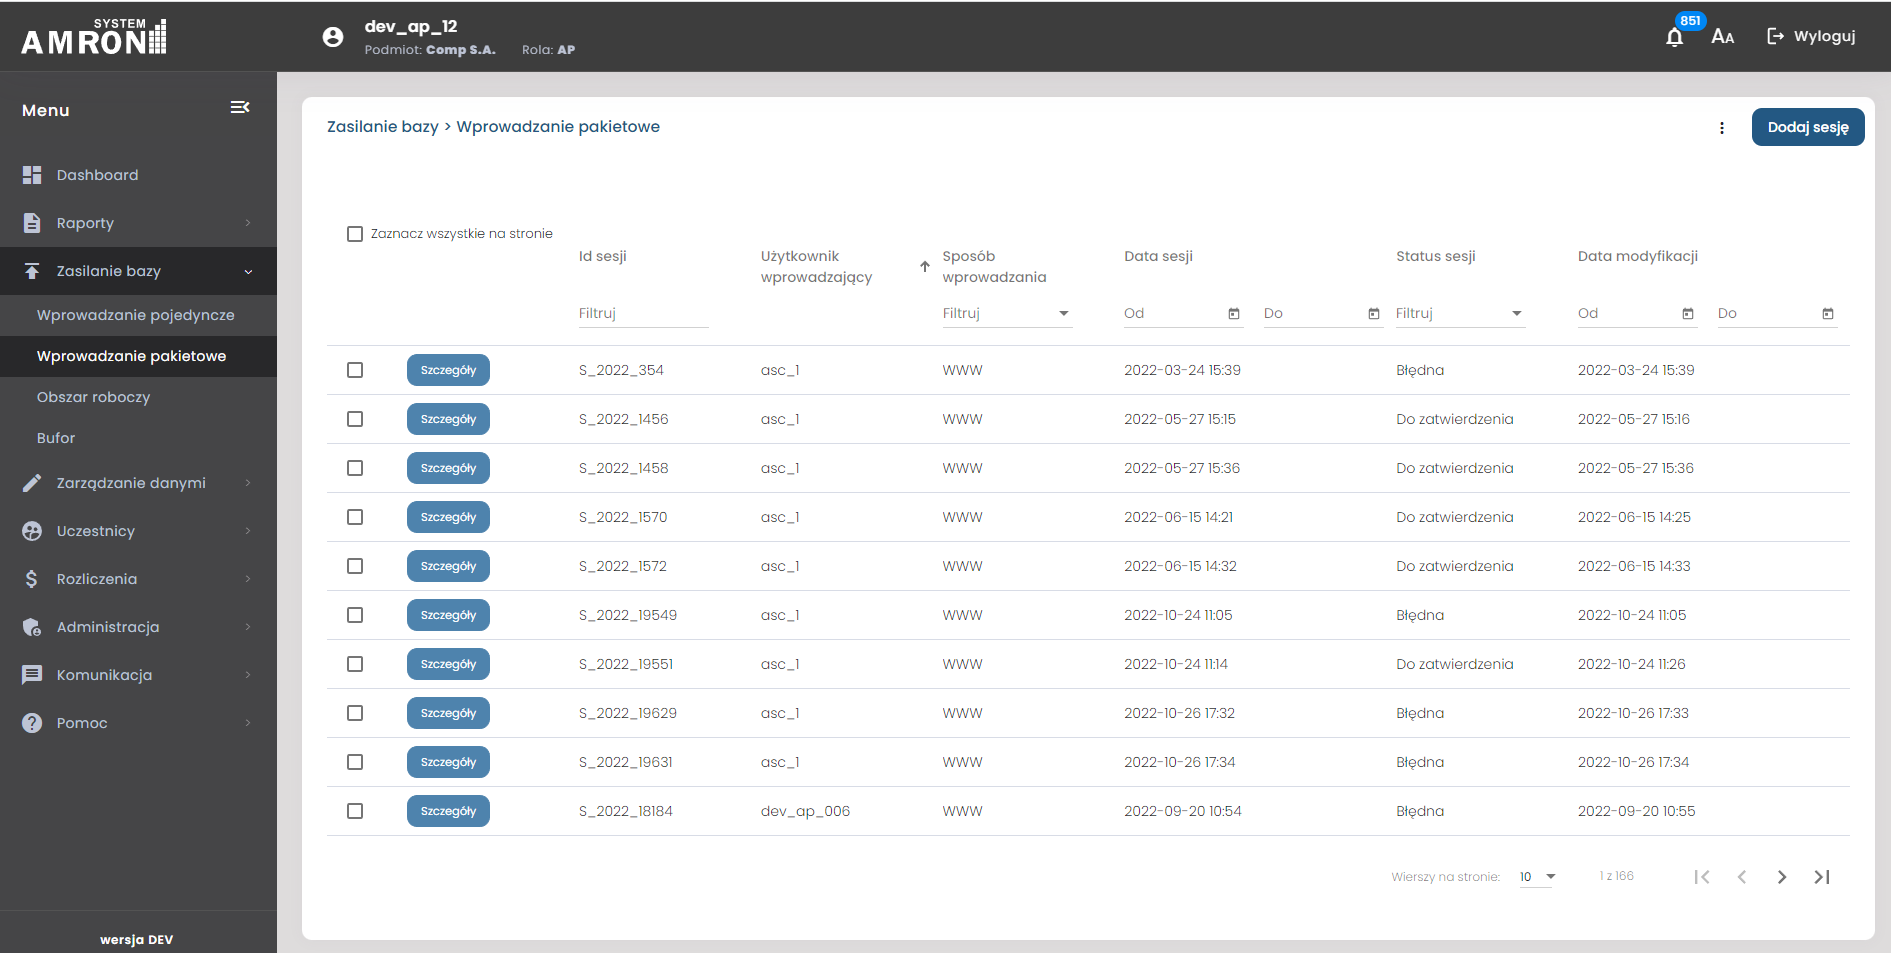 SYSTEM
AMRON
dev_ap_12
Podmiot: Comp S.A. Rola: AP
851
AA
Wyloguj
Menu
Dashboard
Raporty
Zasilanie bazy
Wprowadzanie pojedyncze
Wprowadzanie pakietowe
Obszar roboczy
Bufor
Zarządzanie danymi
Uczestnicy
Rozliczenia
Administracja
Komunikacja
Pomoc
wersja DEV
Zasilanie bazy > Wprowadzanie pakietowe
Dodaj sesję
Zaznacz wszystkie na stronie
Id sesji Użytkownik wprowadzający Sposób wprowadzania Data sesji Status sesji Data modyfikacji
Filtruj Filtruj Od Do Filtruj Od Do
Szczegóły S_2022_354 asc_1 WWW 2022-03-24 15:39 Błędna 2022-03-24 15:39
Szczegóły S_2022_1456 asc_1 WWW 2022-05-27 15:15 Do zatwierdzenia 2022-05-27 15:16
Szczegóły S_2022_1458 asc_1 WWW 2022-05-27 15:36 Do zatwierdzenia 2022-05-27 15:36
Szczegóły S_2022_1570 asc_1 WWW 2022-06-15 14:21 Do zatwierdzenia 2022-06-15 14:25
Szczegóły S_2022_1572 asc_1 WWW 2022-06-15 14:32 Do zatwierdzenia 2022-06-15 14:33
Szczegóły S_2022_19549 asc_1 WWW 2022-10-24 11:05 Błędna 2022-10-24 11:05
Szczegóły S_2022_19551 asc_1 WWW 2022-10-24 11:14 Do zatwierdzenia 2022-10-24 11:26
Szczegóły S_2022_19629 asc_1 WWW 2022-10-26 17:32 Błędna 2022-10-26 17:33
Szczegóły S_2022_19631 asc_1 WWW 2022-10-26 17:34 Błędna 2022-10-26 17:34
Szczegóły S_2022_18184 dev_ap_006 WWW 2022-09-20 10:54 Błędna 2022-09-20 10:55
Wierszy na stronie: 10 1 z 166